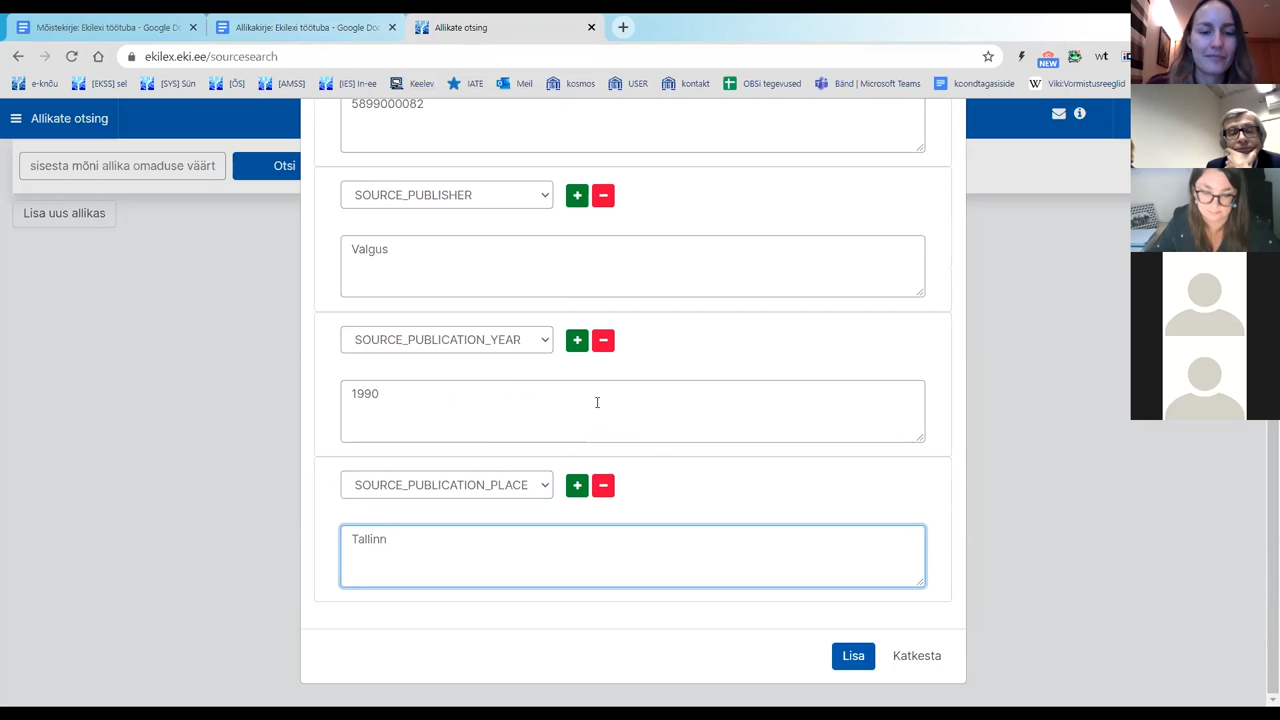 Mõistekirje: Ekilexi töötuba - Google Do
Allikakirje: Ekilexi töötuba - Google Do
Allikate otsing
ekilex.eki.ee/sourcesearch
NEW
wt
e-knõu
[EKSS] sel
[SYS] Sün
[ÕS]
[AMSS]
Keelev
IATE
Meil
kosmos
USER
kontakt
OBSi tegevused
Bänd | Microsoft Teams
koondtagasiside
Viki:Vormistusreeglid
Allikate otsing
sisesta mõni allika omaduse väärt
Otsi
Lisa uus allikas
5899000082
SOURCE_PUBLISHER
Valgus
SOURCE_PUBLICATION_YEAR
1990
SOURCE_PUBLICATION_PLACE
Tallinn
Lisa
Katkesta